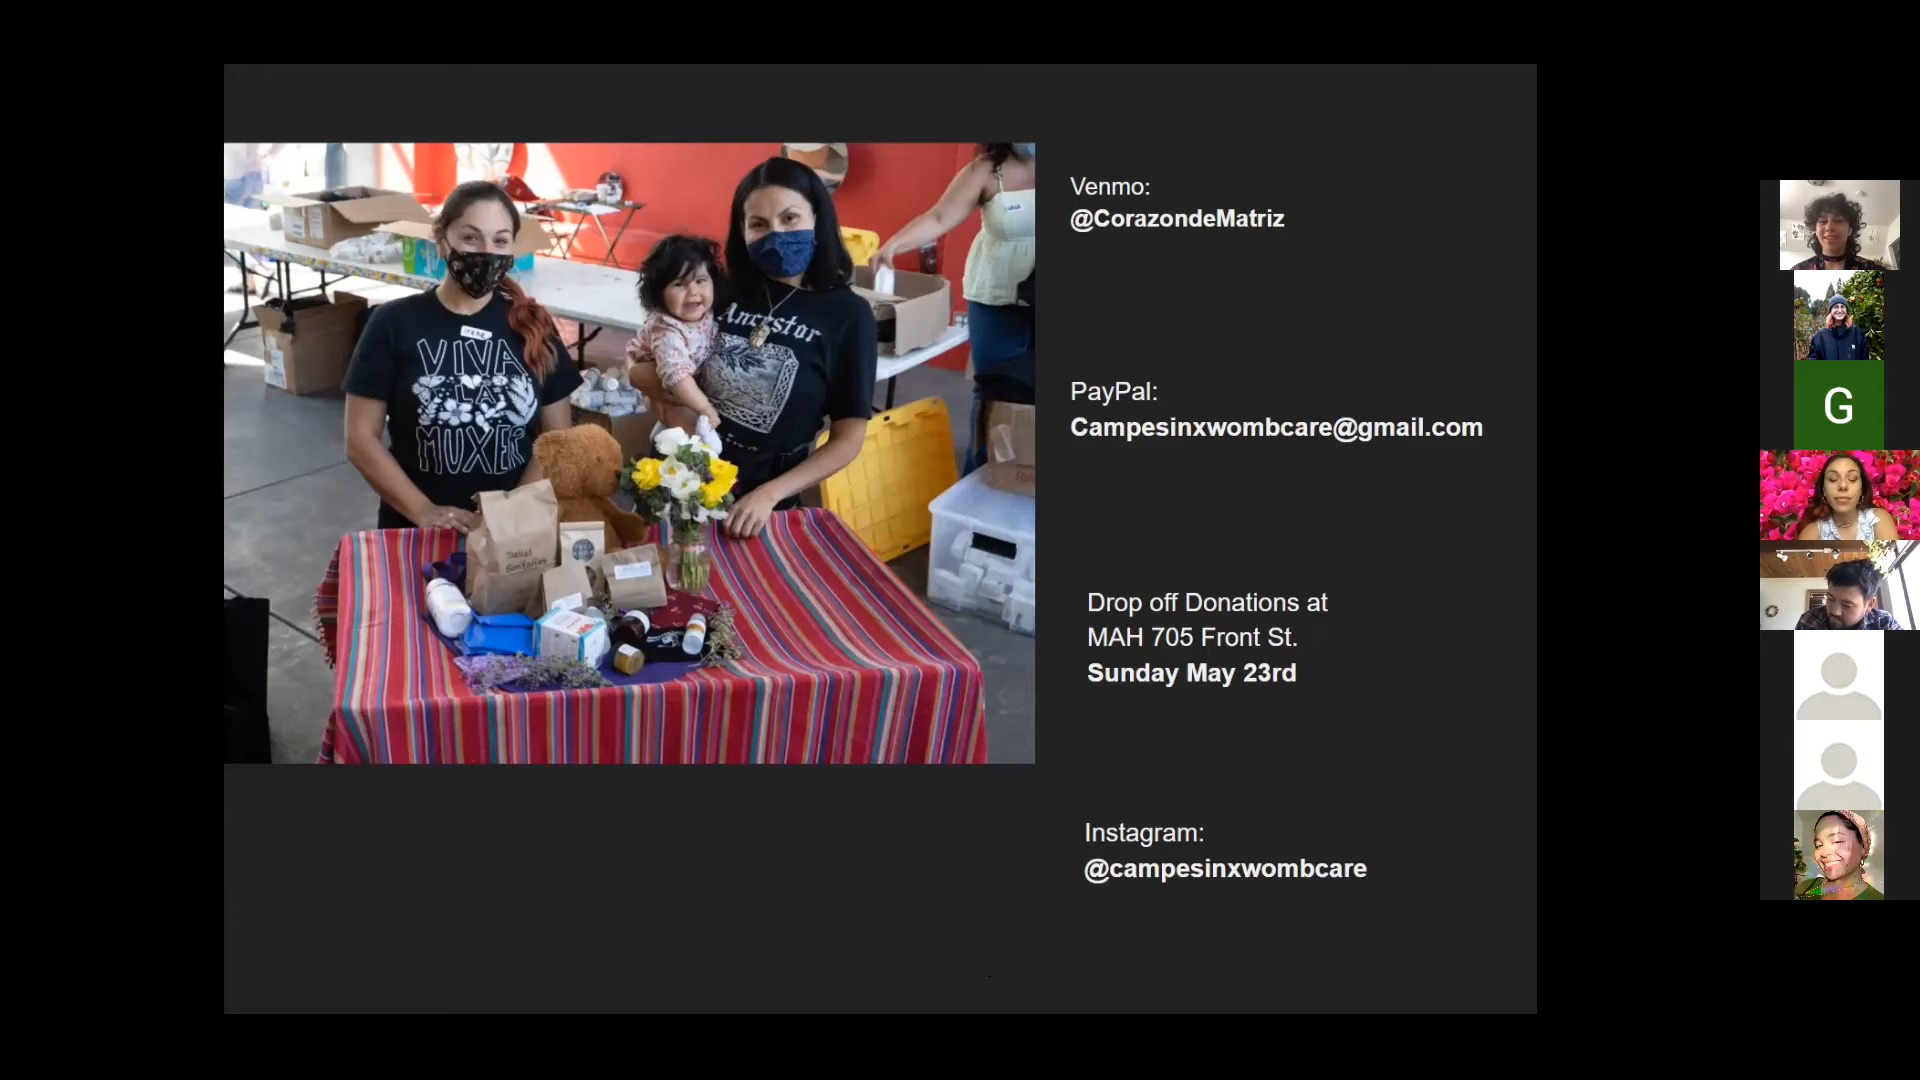 Venmo:
@CorazondeMatriz
PayPal:
Campesinxwombcare@gmail.com
Drop off Donations at
MAH 705 Front St.
Sunday May 23rd
Instagram:
@campesinxwombcare
VIVA
LA
MUXER
Ancestor
G